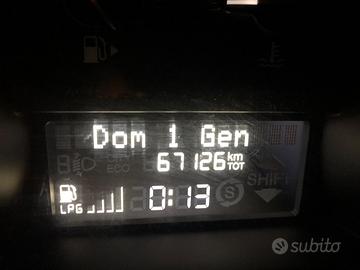 Dom 1 Gen
67126 km
TOT
LPG 0:13
ECO
SHIFT
S
subito